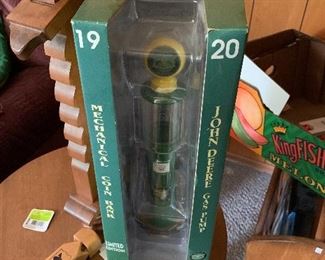 19
20
MECHANICAL COIN BANK
JOHN DEERE GAS PUMP
LIMITED
EDITION
KINGFISH
MELON